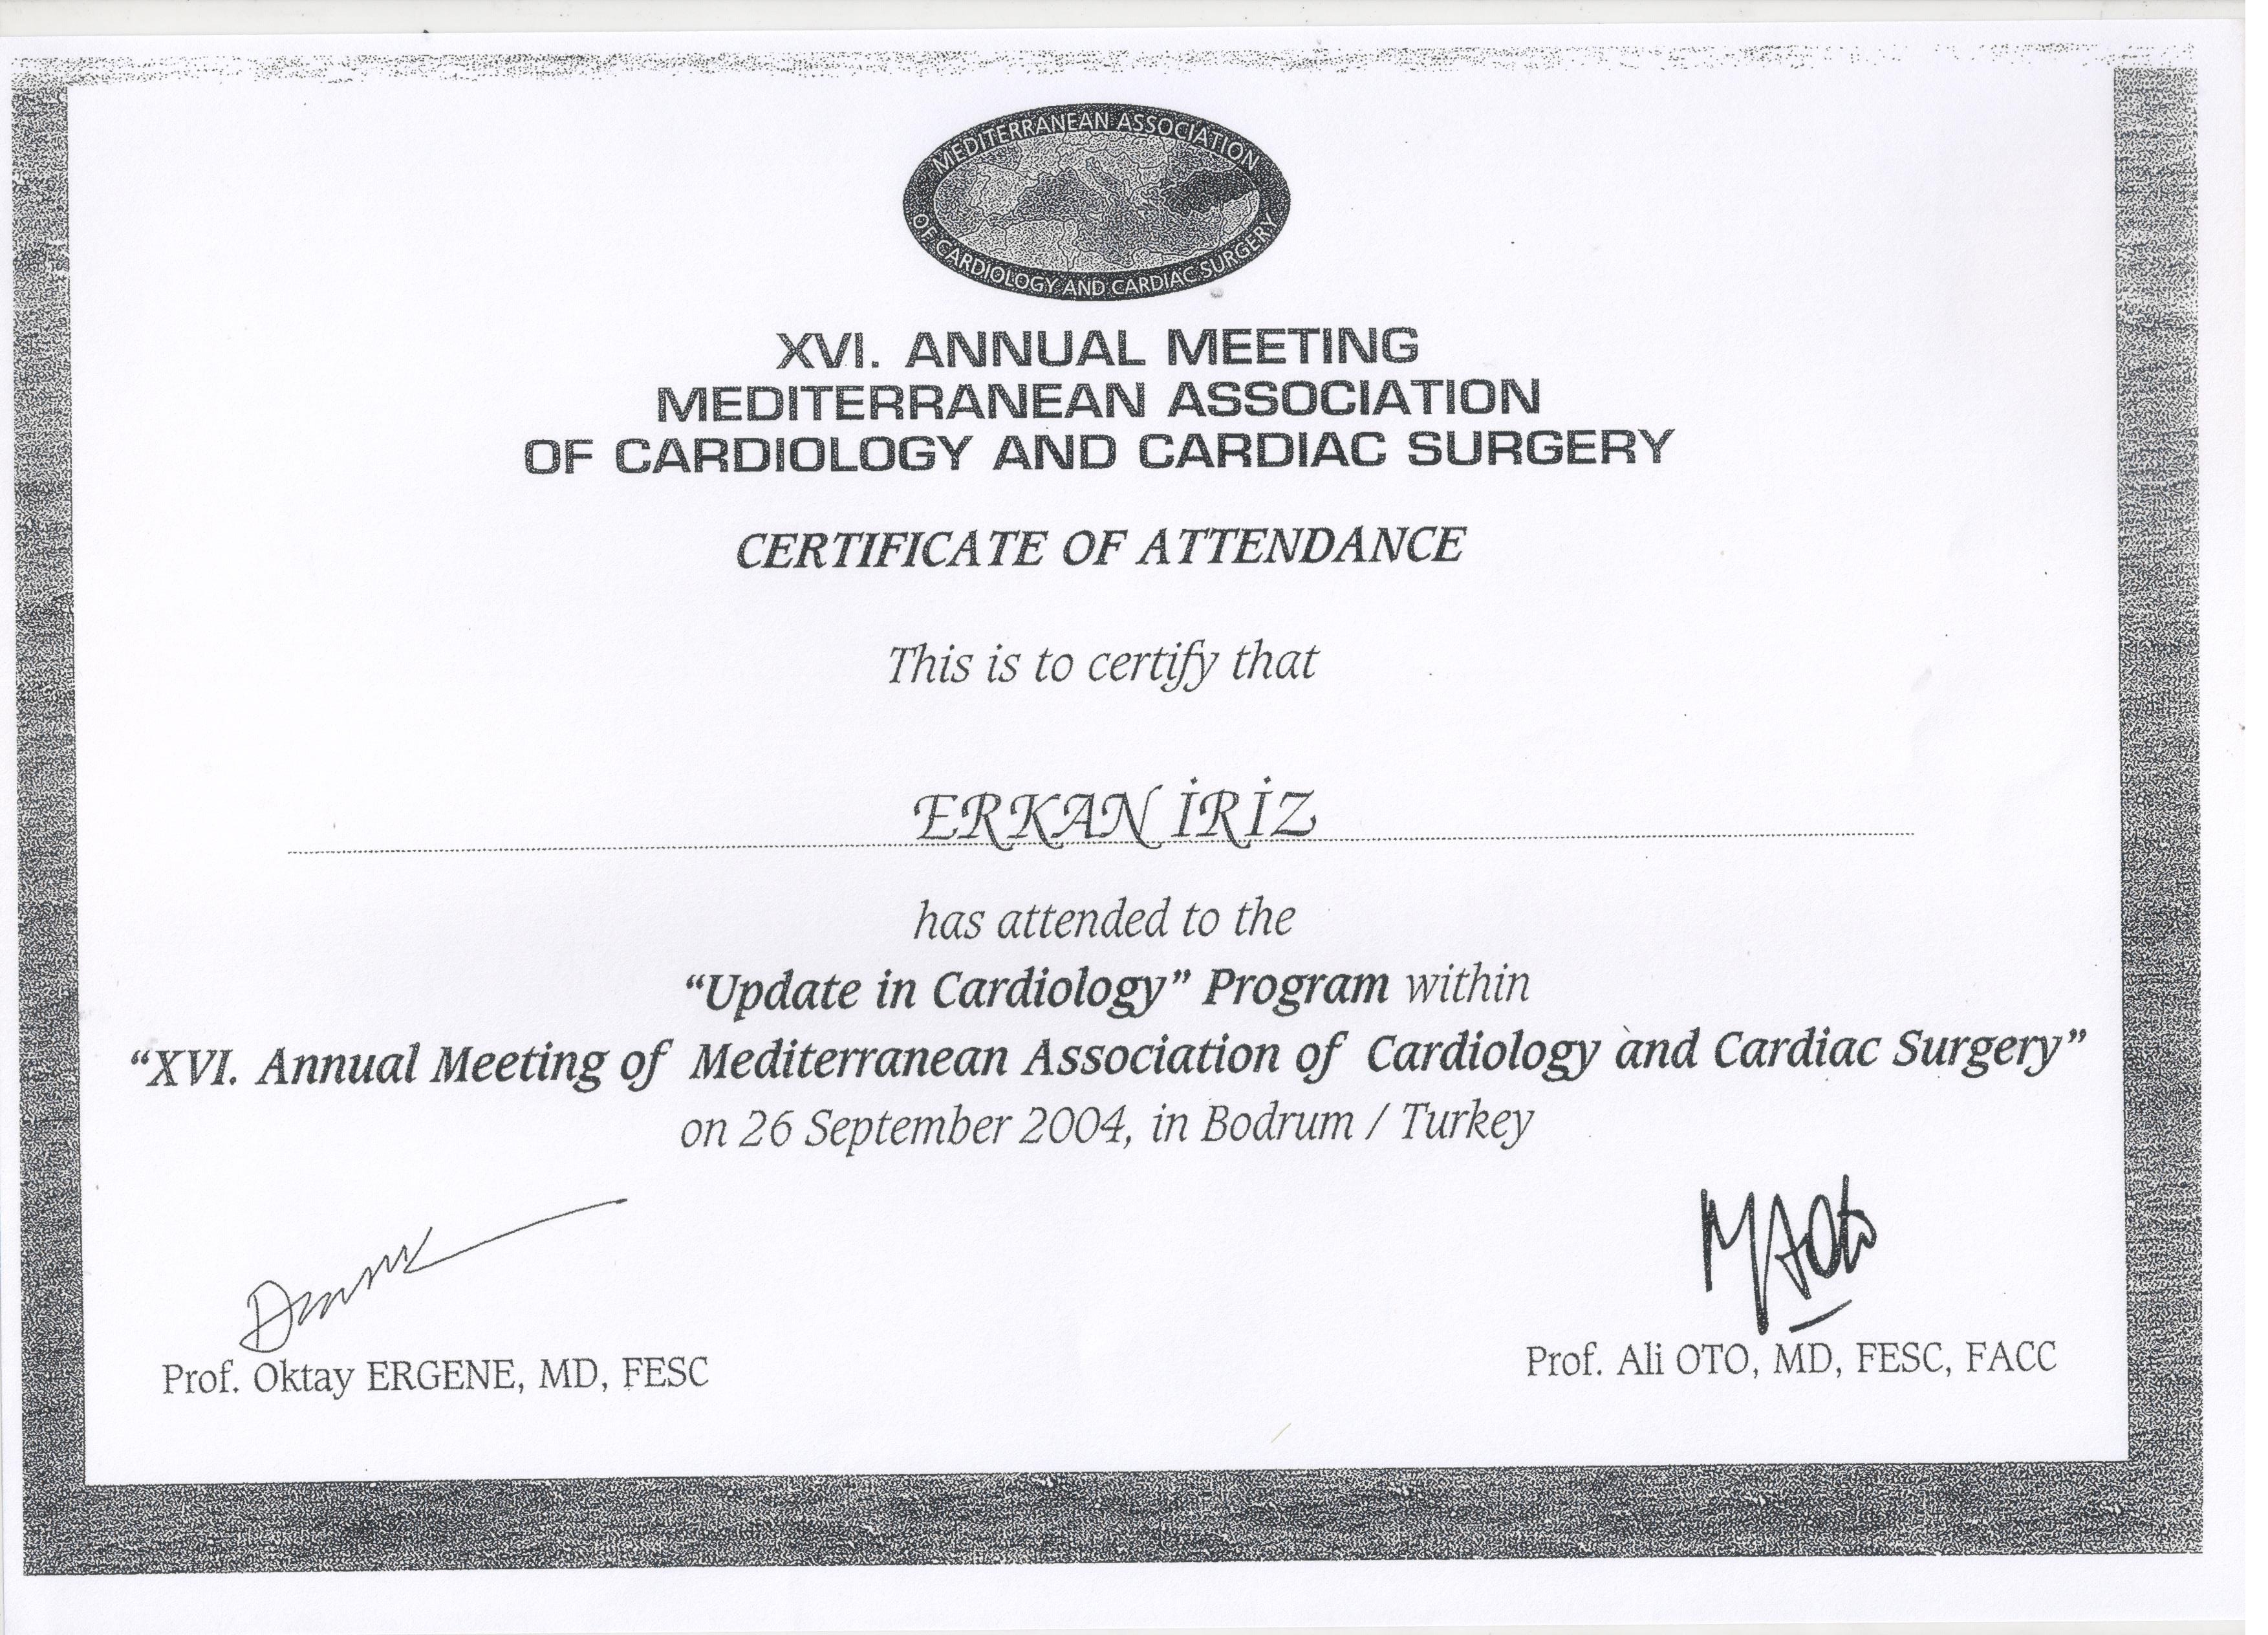 MEDITERRANEAN ASSOCIATION
OF CARDIOLOGY AND CARDIAC SURGERY
XVI. ANNUAL MEETING
MEDITERRANEAN ASSOCIATION
OF CARDIOLOGY AND CARDIAC SURGERY
CERTIFICATE OF ATTENDANCE
This is to certify that
ERKAN İRİZ
has attended to the
“Update in Cardiology” Program within
“XVI. Annual Meeting of Mediterranean Association of Cardiology and Cardiac Surgery”
on 26 September 2004, in Bodrum / Turkey
MAOto
Prof. Oktay ERGENE, MD, FESC
Prof. Ali OTO, MD, FESC, FACC